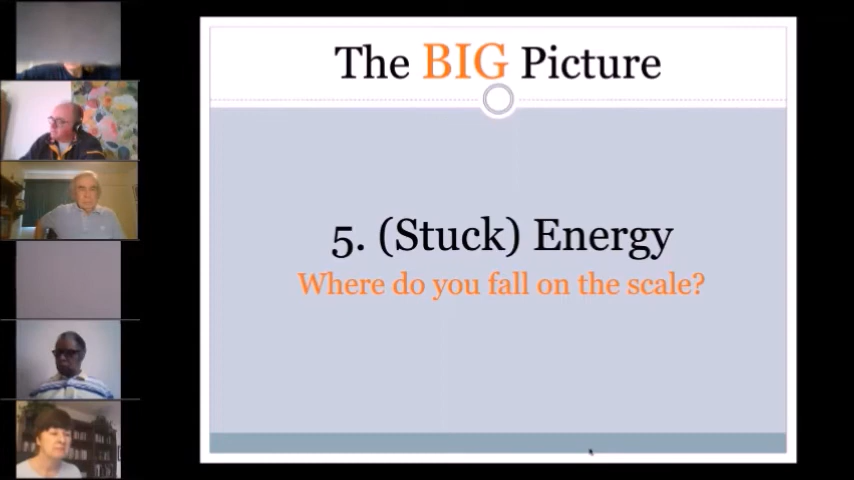 The BIG Picture
5. (Stuck) Energy
Where do you fall on the scale?